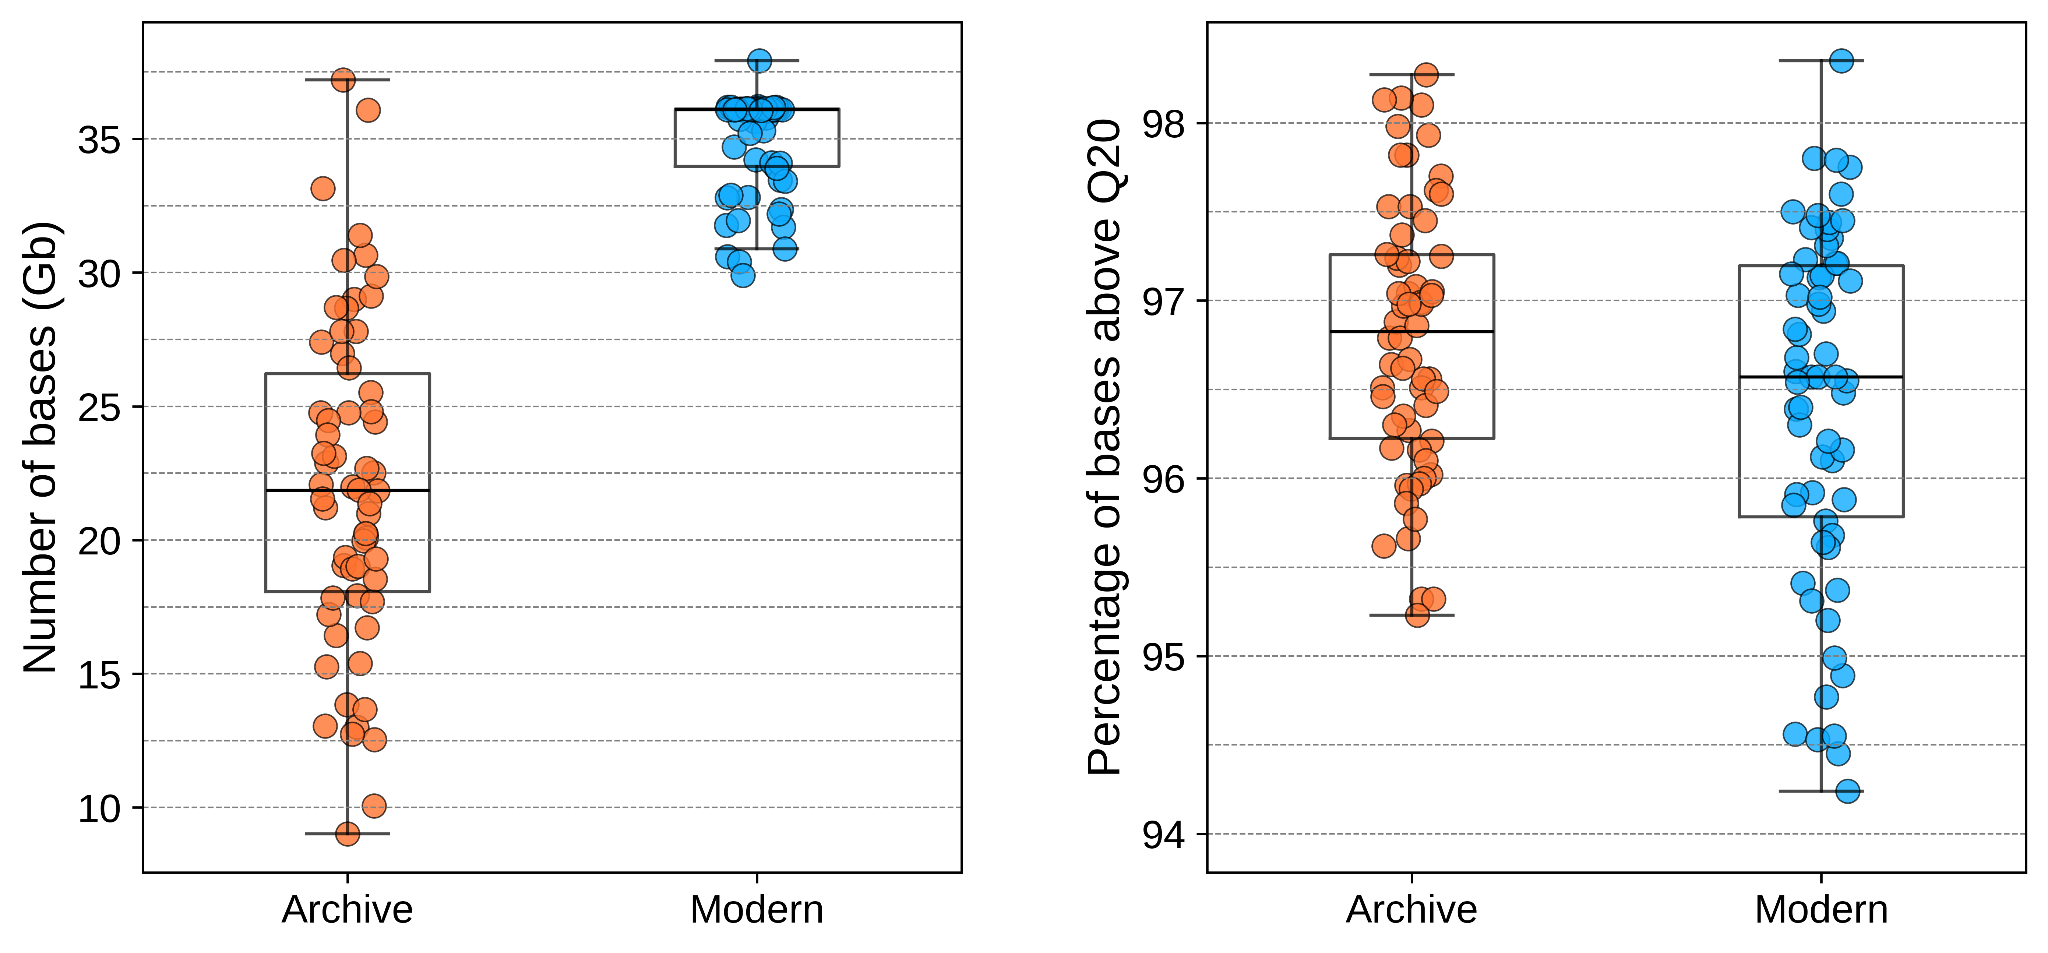 Number of bases (Gb)
35
30
25
20
15
10
Archive
Modern
Percentage of bases above Q20
98
97
96
95
94
Archive
Modern